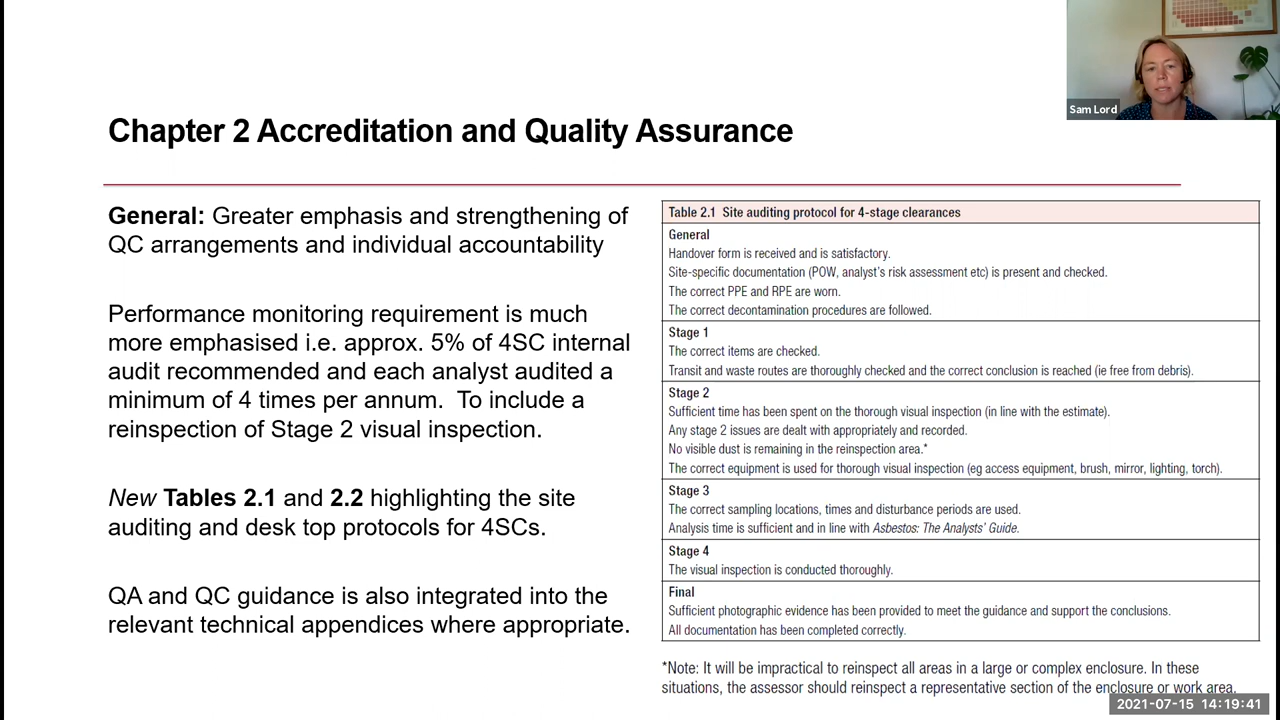 Sam Lord
Chapter 2 Accreditation and Quality Assurance
General: Greater emphasis and strengthening of
QC arrangements and individual accountability
Performance monitoring requirement is much
more emphasised i.e. approx. 5% of 4SC internal
audit recommended and each analyst audited a
minimum of 4 times per annum.  To include a
reinspection of Stage 2 visual inspection.
New Tables 2.1 and 2.2 highlighting the site
auditing and desk top protocols for 4SCs.
QA and QC guidance is also integrated into the
relevant technical appendices where appropriate.
Table 2.1 Site auditing protocol for 4-stage clearances
General
Handover form is received and is satisfactory.
Site-specific documentation (POW, analyst's risk assessment etc) is present and checked.
The correct PPE and RPE are worn.
The correct decontamination procedures are followed.
Stage 1
The correct items are checked.
Transit and waste routes are thoroughly checked and the correct conclusion is reached (ie free from debris).
Stage 2
Sufficient time has been spent on the thorough visual inspection (in line with the estimate).
Any stage 2 issues are dealt with appropriately and recorded.
No visible dust is remaining in the reinspection area.*
The correct equipment is used for thorough visual inspection (eg access equipment, brush, mirror, lighting, torch).
Stage 3
The correct sampling locations, times and disturbance periods are used.
Analysis time is sufficient and in line with Asbestos: The Analysts' Guide.
Stage 4
The visual inspection is conducted thoroughly.
Final
Sufficient photographic evidence has been provided to meet the guidance and support the conclusions.
All documentation has been completed correctly.
*Note: It will be impractical to reinspect all areas in a large or complex enclosure. In these
situations, the assessor should reinspect a representative section of the enclosure or work area.
2021-07-15 14:19:41